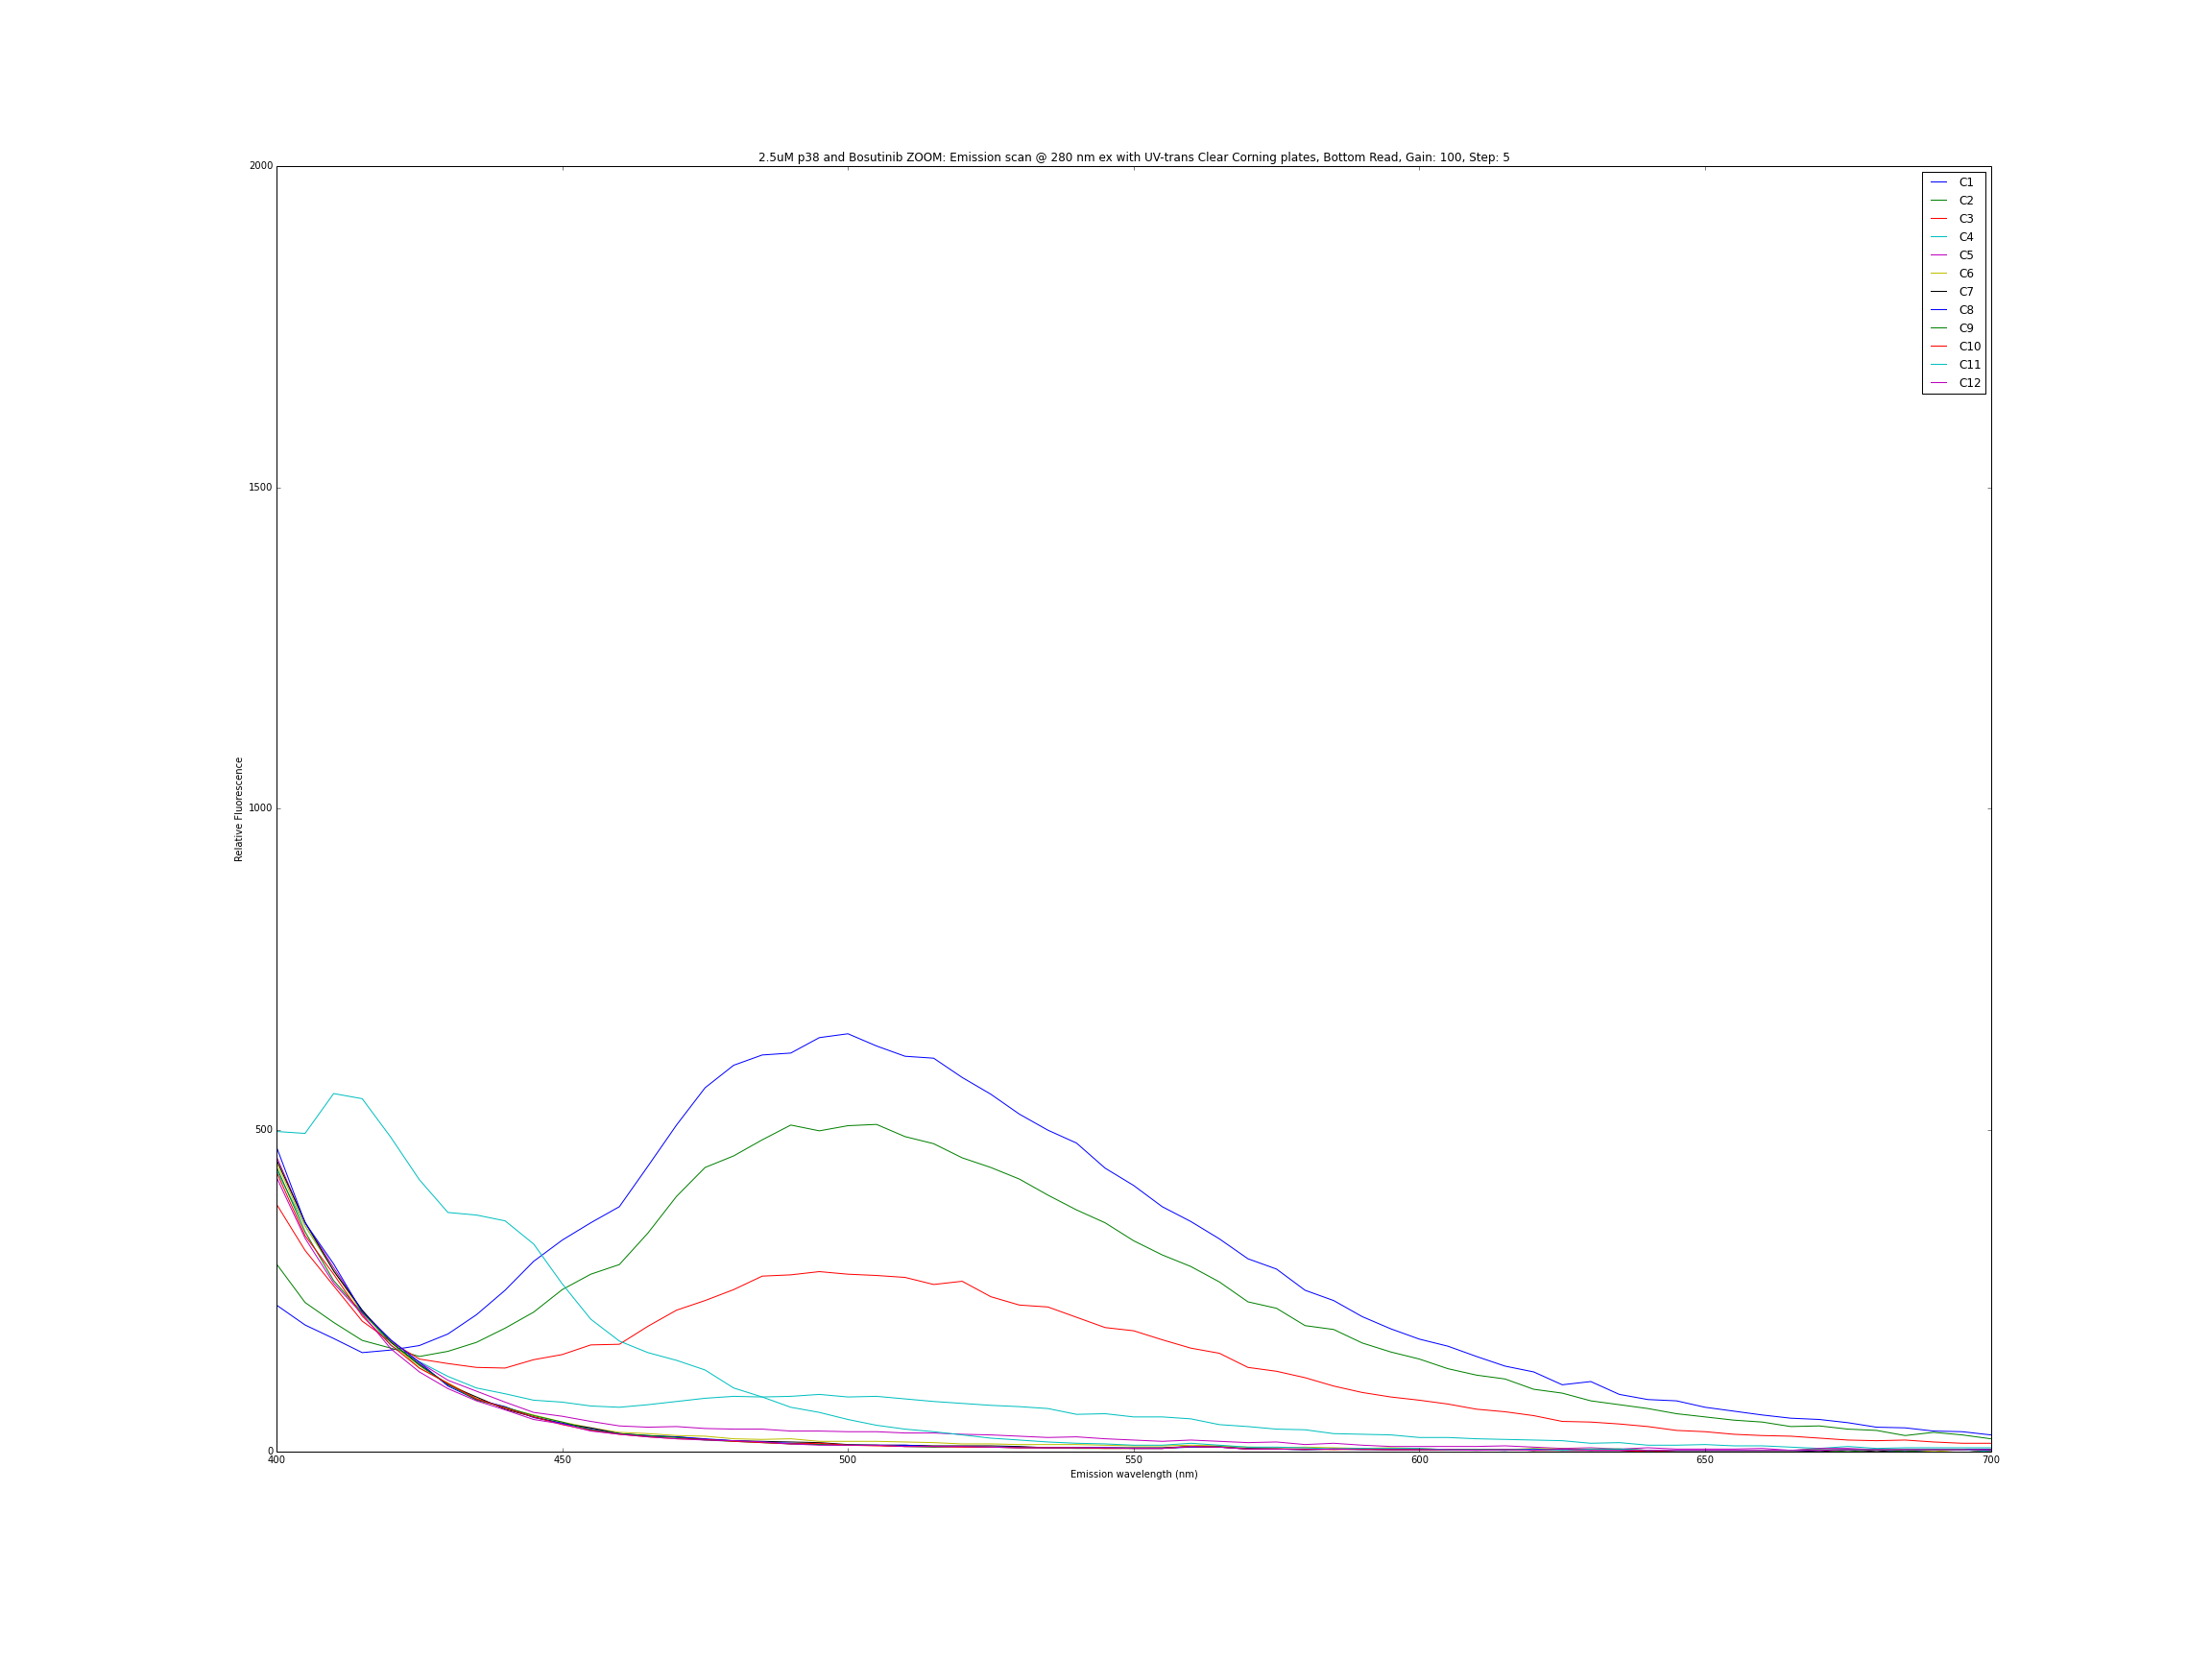 2.5uM p38 and Bosutinib ZOOM: Emission scan @ 280 nm ex with UV-trans Clear Corning plates, Bottom Read, Gain: 100, Step: 5
2000
1500
1000
500
0
Relative Fluorescence
C1
C2
C3
C4
C5
C6
C7
C8
C9
C10
C11
C12
400
450
500
550
600
650
700
Emission wavelength (nm)